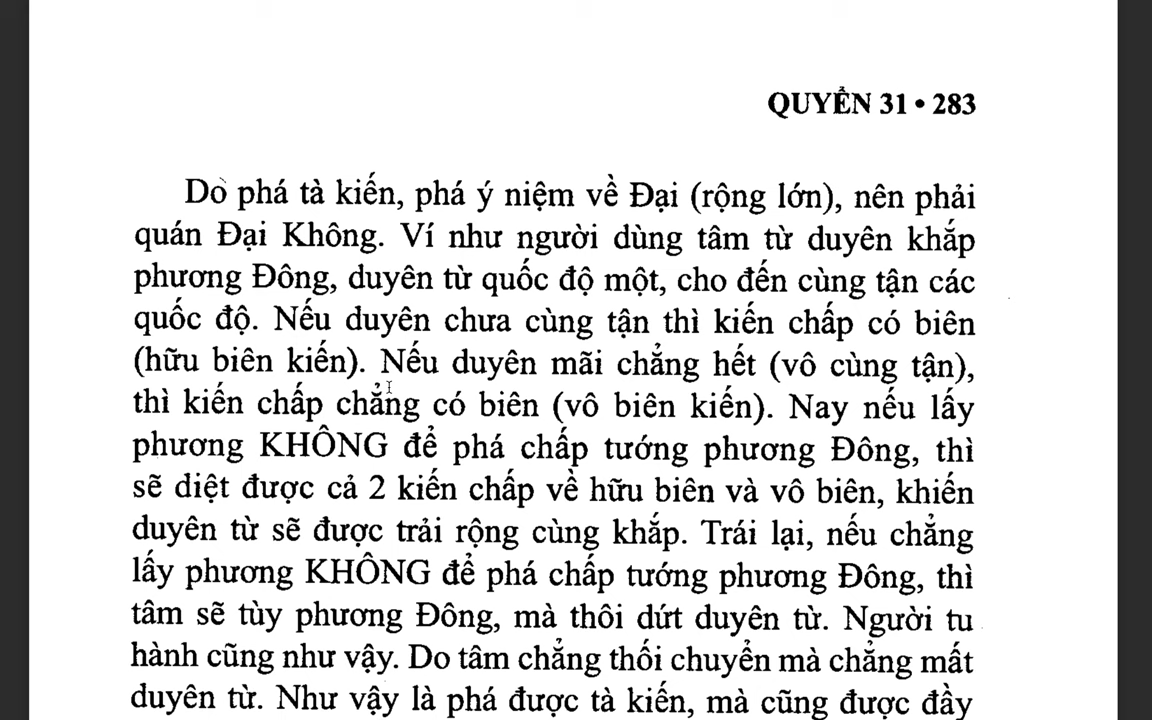 QUYỂN 31 • 283
Do phá tà kiến, phá ý niệm về Đại (rộng lớn), nên phải
quán Đại Không. Ví như người dùng tâm từ duyên khắp
phương Đông, duyên từ quốc độ một, cho đến cùng tận các
quốc độ. Nếu duyên chưa cùng tận thì kiến chấp có biên
(hữu biên kiến). Nếu duyên mãi chẳng hết (vô cùng tận),
thì kiến chấp chẳng có biên (vô biên kiến). Nay nếu lấy
phương KHÔNG để phá chấp tướng phương Đông, thì
sẽ diệt được cả 2 kiến chấp về hữu biên và vô biên, khiến
duyên từ sẽ được trải rộng cùng khắp. Trái lại, nếu chẳng
lấy phương KHÔNG để phá chấp tướng phương Đông, thì
tâm sẽ tùy phương Đông, mà thôi dứt duyên từ. Người tu
hành cũng như vậy. Do tâm chẳng thối chuyển mà chẳng mất
duyên từ. Như vậy là phá được tà kiến, mà cũng được đầy